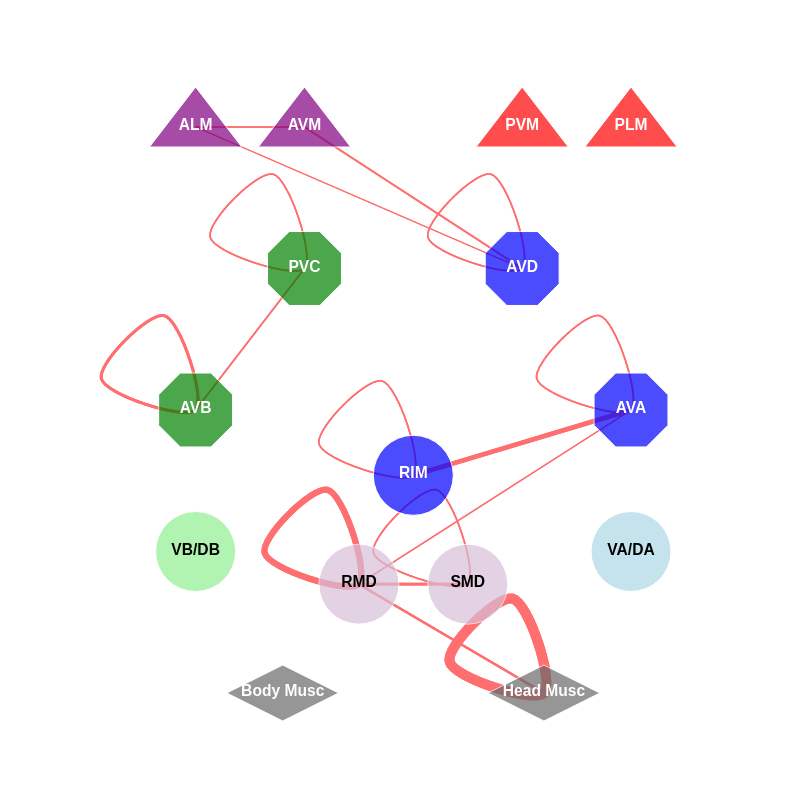 ALM
AVM
PVM
PLM
PVC
AVD
AVB
AVA
RIM
VB/DB
VA/DA
RMD
SMD
Body Musc
Head Musc